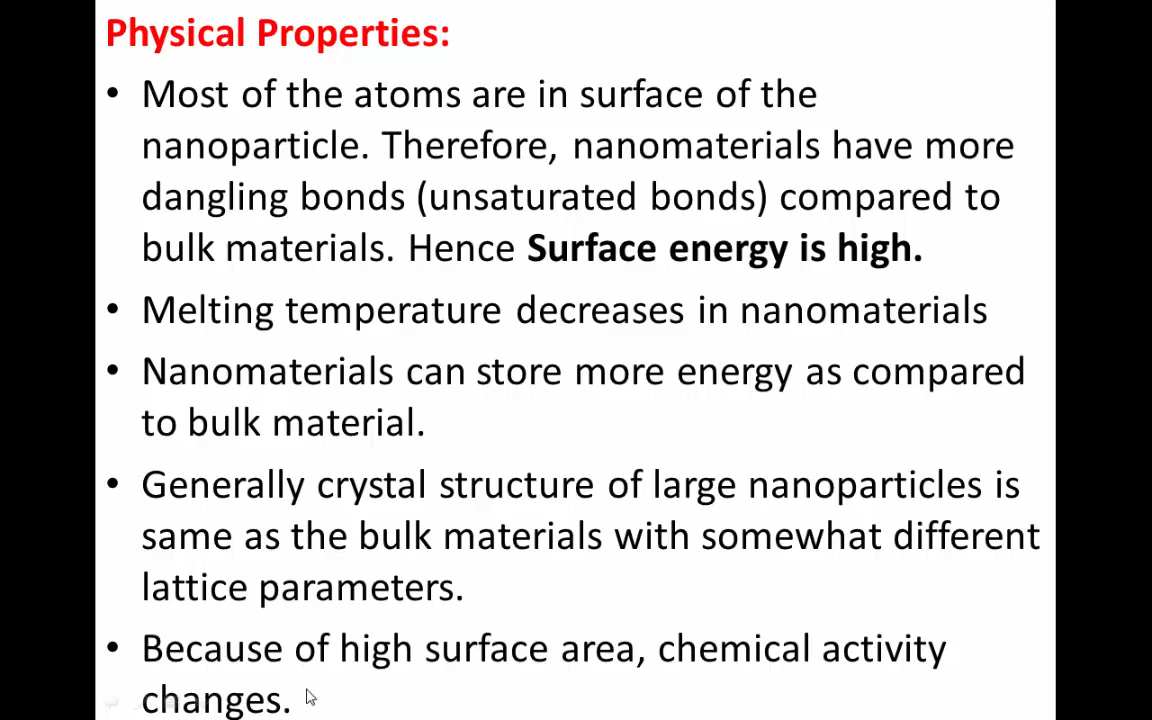 Physical Properties:
• Most of the atoms are in surface of the
nanoparticle. Therefore, nanomaterials have more
dangling bonds (unsaturated bonds) compared to
bulk materials. Hence Surface energy is high.
• Melting temperature decreases in nanomaterials
• Nanomaterials can store more energy as compared
to bulk material.
• Generally crystal structure of large nanoparticles is
same as the bulk materials with somewhat different
lattice parameters.
• Because of high surface area, chemical activity
changes.